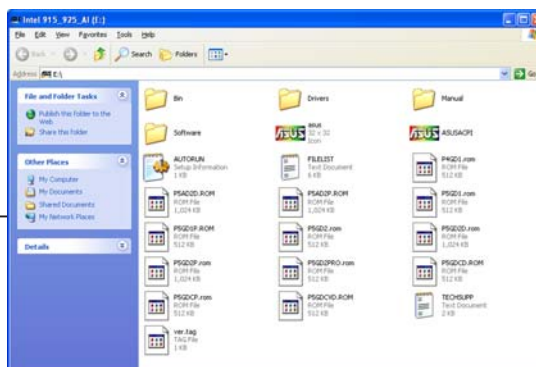 Intel 915_925_AI (E:)
File Edit View Favorites Tools Help
Back Search Folders
Address E:\ Go
File and Folder Tasks
Publish this folder to the Web
Share this folder
Other Places
My Computer
My Documents
Shared Documents
My Network Places
Details
Bin
Drivers
Manual
Software
asus
32 x 32
Icon
ASUSACPI
AUTORUN
Setup Information
1 KB
FILELIST
Text Document
6 KB
P4GD1.rom
ROM File
512 KB
P5AD2D.ROM
ROM File
1,024 KB
P5AD2P.ROM
ROM File
1,024 KB
P5GD1.rom
ROM File
512 KB
P5GD1P.ROM
ROM File
512 KB
P5GD2.rom
ROM File
512 KB
P5GD2D.rom
ROM File
512 KB
P5GD2P.rom
ROM File
1,024 KB
P5GD2PRO.rom
ROM File
512 KB
P5GDCD.ROM
ROM File
512 KB
P5GDCP.rom
ROM File
512 KB
P5GDCVD.ROM
ROM File
512 KB
TECHSUPP
Text Document
2 KB
ver.tag
TAG File
1 KB